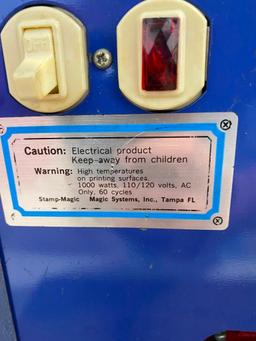 OFF
Caution: Electrical product
Keep away from children
Warning: High temperatures
on printing surfaces.
1000 watts, 110/120 volts, AC
Only, 60 cycles
Stamp-Magic Magic Systems, Inc., Tampa FL